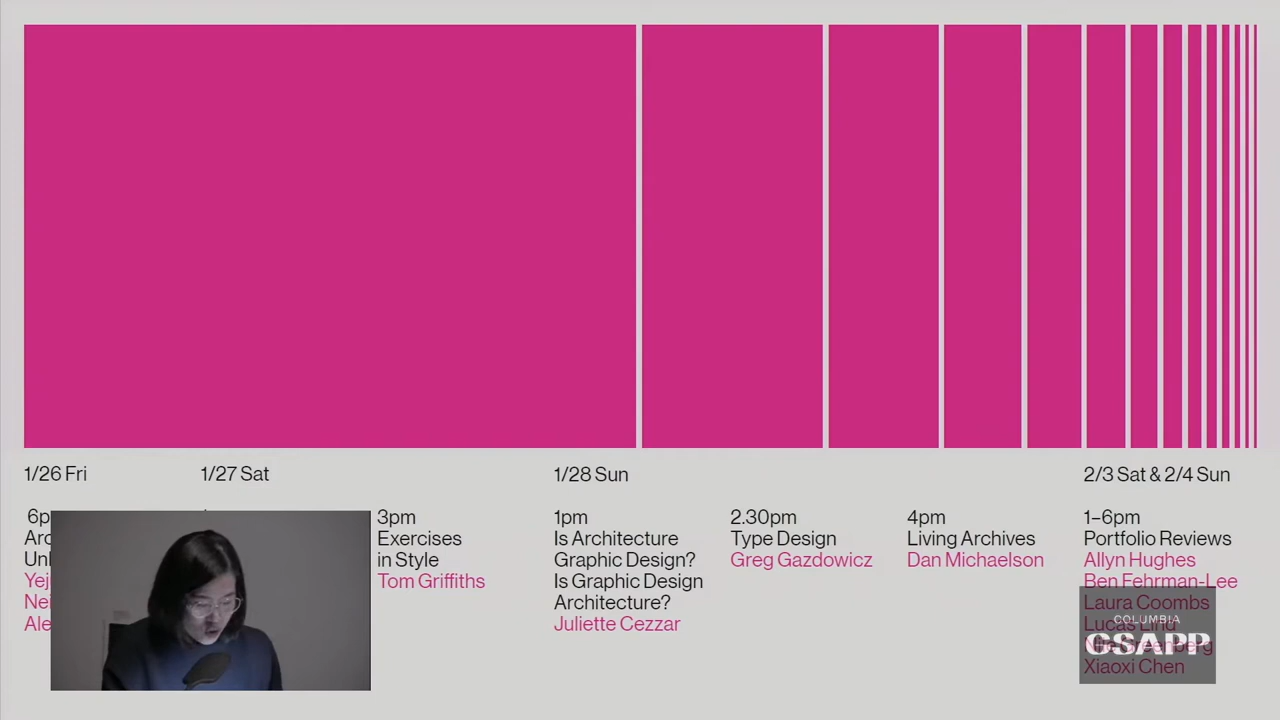 1/26 Fri
1/27 Sat
3pm
Exercises
in Style
Tom Griffiths
1/28 Sun
1pm
Is Architecture
Graphic Design?
Is Graphic Design
Architecture?
Juliette Cezzar
2.30pm
Type Design
Greg Gazdowicz
4pm
Living Archives
Dan Michaelson
2/3 Sat & 2/4 Sun
1–6pm
Portfolio Reviews
Allyn Hughes
Ben Fehrman-Lee
Laura Coombs
Lucas Lind
Greenberg
Xiaoxi Chen
COLUMBIA
GSAPP